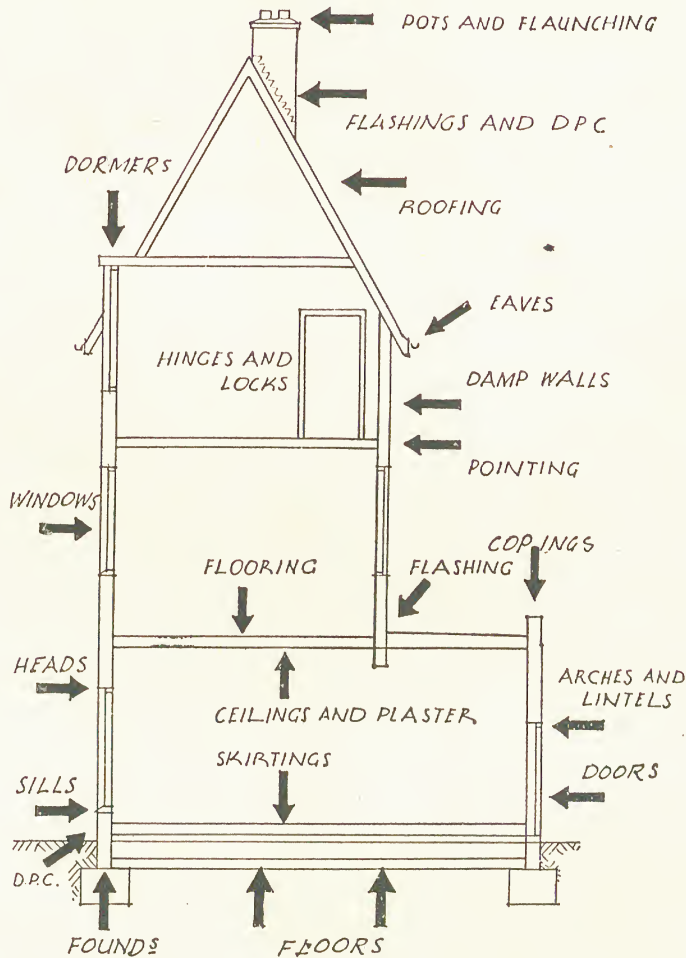 POTS AND FLAUNCHING
FLASHINGS AND D P C
DORMERS
ROOFING
EAVES
HINGES AND
LOCKS
DAMP WALLS
POINTING
WINDOWS
COPINGS
FLOORING
FLASHING
HEADS
ARCHES AND
LINTELS
CEILINGS AND PLASTER
SKIRTINGS
DOORS
SILLS
D.P.C.
FOUNDS
FLOORS